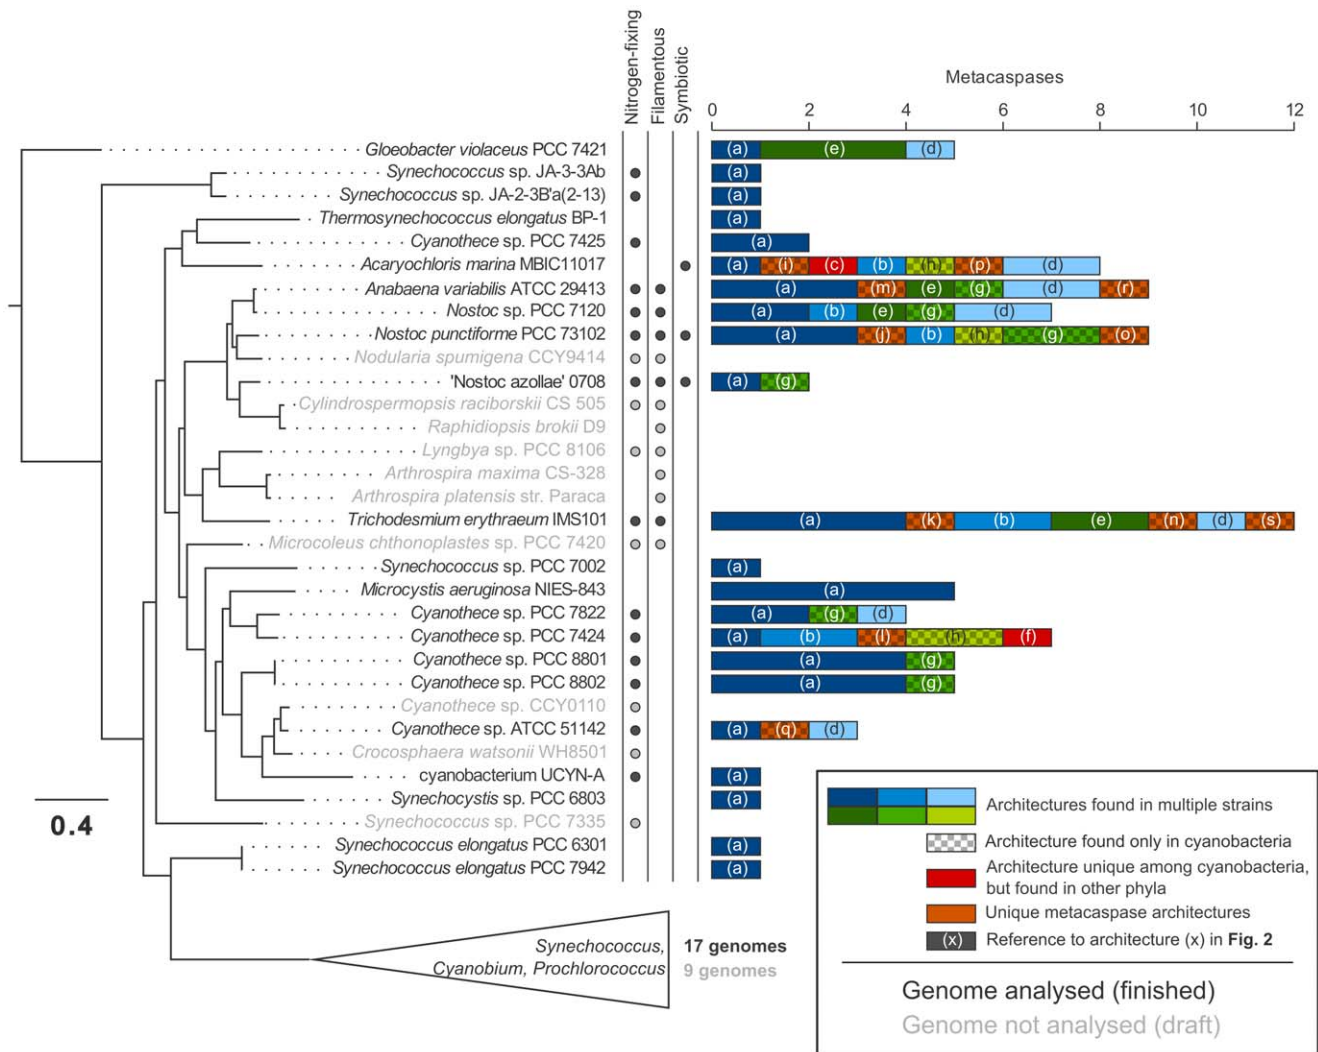 Nitrogen-fixing
Filamentous
Symbiotic
Metacaspases
0 2 4 6 8 10 12
Gloeobacter violaceus PCC 7421 (a) (e) (d)
Synechococcus sp. JA-3-3Ab (a)
Synechococcus sp. JA-2-3B'a(2-13) (a)
Thermosynechococcus elongatus BP-1 (a)
Cyanothece sp. PCC 7425 (a)
Acaryochloris marina MBIC11017 (a) (i) (c) (b) (h) (p) (d)
Anabaena variabilis ATCC 29413 (a) (m) (e) (g) (d) (r)
Nostoc sp. PCC 7120 (a) (b) (e) (g) (d)
Nostoc punctiforme PCC 73102 (a) (j) (b) (h) (g) (o)
Nodularia spumigena CCY9414
'Nostoc azollae' 0708 (a) (g)
Cylindrospermopsis raciborskii CS 505
Raphidiopsis brokii D9
Lyngbya sp. PCC 8106
Arthrospira maxima CS-328
Arthrospira platensis str. Paraca
Trichodesmium erythraeum IMS101 (a) (k) (b) (e) (n) (d) (s)
Microcoleus chthonoplastes sp. PCC 7420
Synechococcus sp. PCC 7002 (a)
Microcystis aeruginosa NIES-843 (a)
Cyanothece sp. PCC 7822 (a) (g) (d)
Cyanothece sp. PCC 7424 (a) (b) (l) (h) (f)
Cyanothece sp. PCC 8801 (a) (g)
Cyanothece sp. PCC 8802 (a) (g)
Cyanothece sp. CCY0110
Cyanothece sp. ATCC 51142 (a) (q) (d)
Crocosphaera watsonii WH8501
cyanobacterium UCYN-A (a)
Synechocystis sp. PCC 6803 (a)
Synechococcus sp. PCC 7335
Synechococcus elongatus PCC 6301 (a)
Synechococcus elongatus PCC 7942 (a)
0.4
Synechococcus,
Cyanobium, Prochlorococcus
17 genomes
9 genomes
Architectures found in multiple strains
Architecture found only in cyanobacteria
Architecture unique among cyanobacteria,
but found in other phyla
Unique metacaspase architectures
(x) Reference to architecture (x) in Fig. 2
Genome analysed (finished)
Genome not analysed (draft)